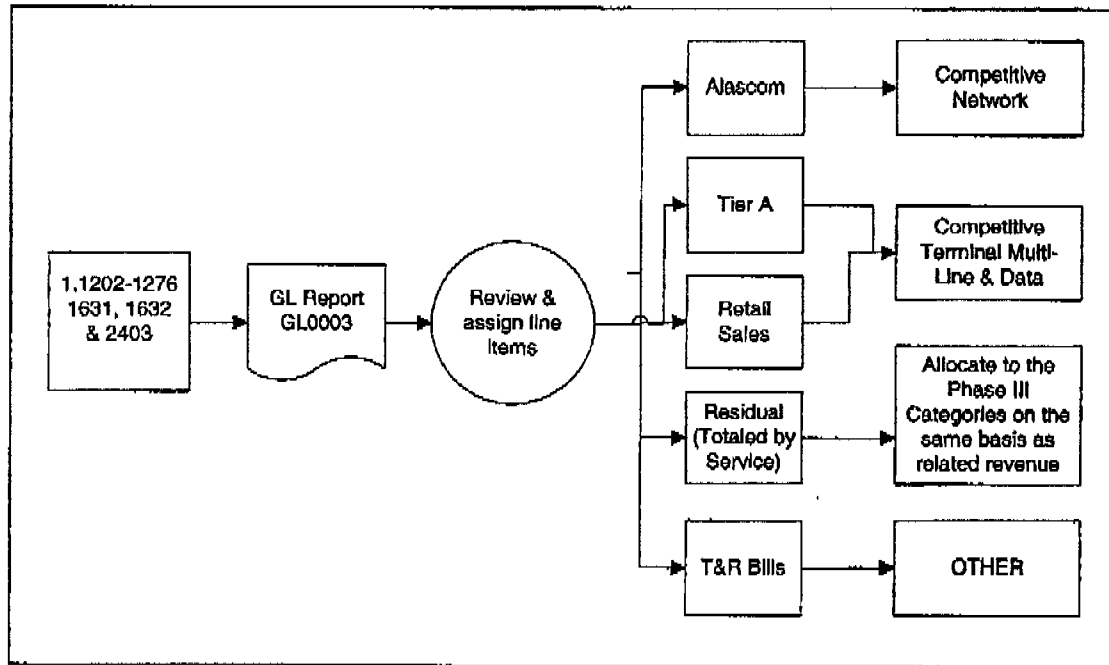 1,1202-1276
1631, 1632
& 2403
GL Report
GL0003
Review &
assign line
items
Alascom
Competitive
Network
Tier A
Competitive
Terminal Multi-
Line & Data
Retail
Sales
Residual
(Totaled by
Service)
Allocate to the
Phase III
Categories on the
same basis as
related revenue
T&R Bills
OTHER